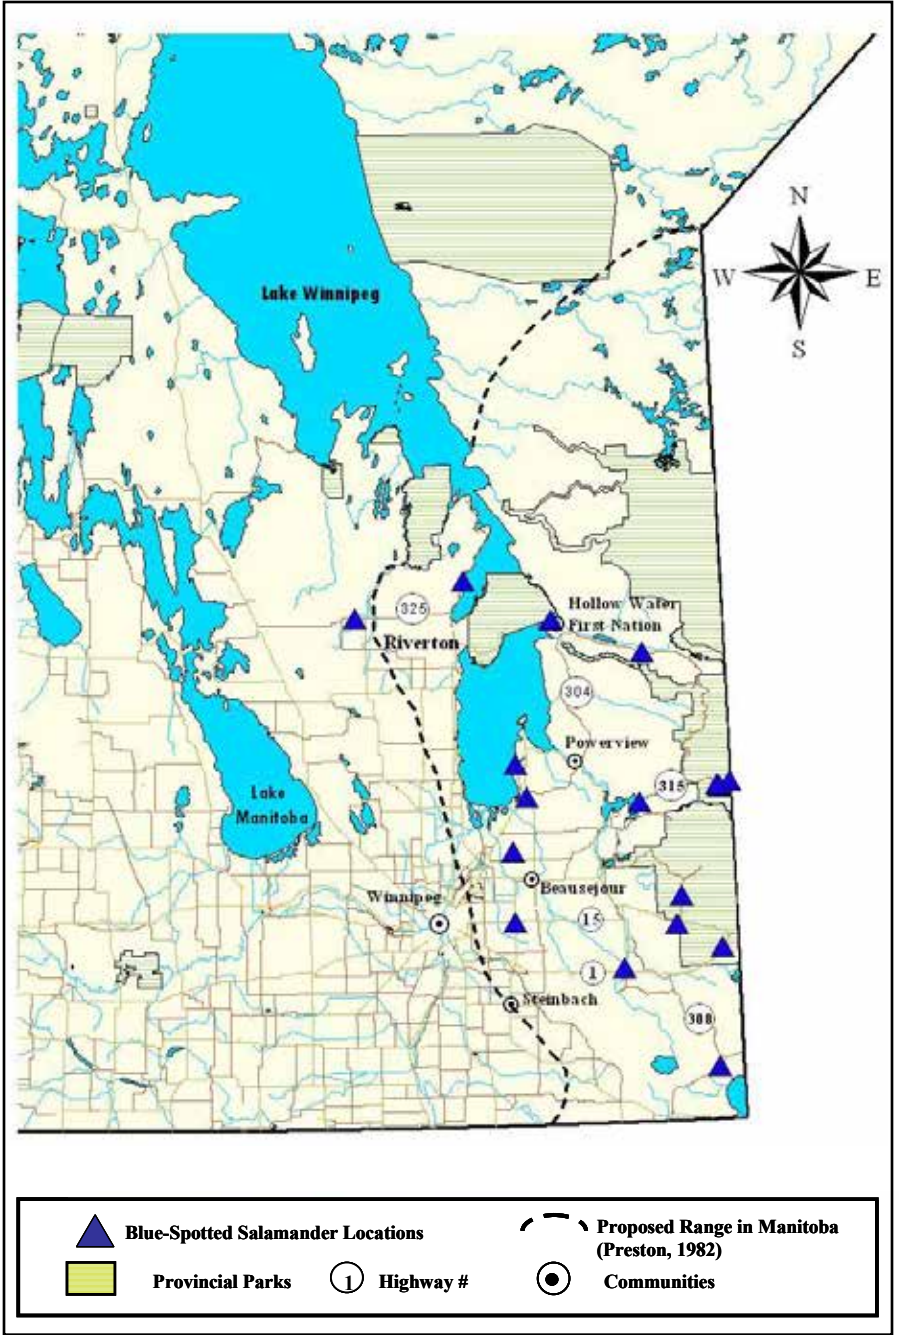 N
Lake Winnipeg
W
E
S
325
Hollow Water
First Nation
Riverton
304
Powerview
315
Lake
Manitoba
Beausejour
Winnipeg
15
1
Steinbach
308
Blue-Spotted Salamander Locations
Proposed Range in Manitoba
(Preston, 1982)
Provincial Parks
1
Highway #
Communities